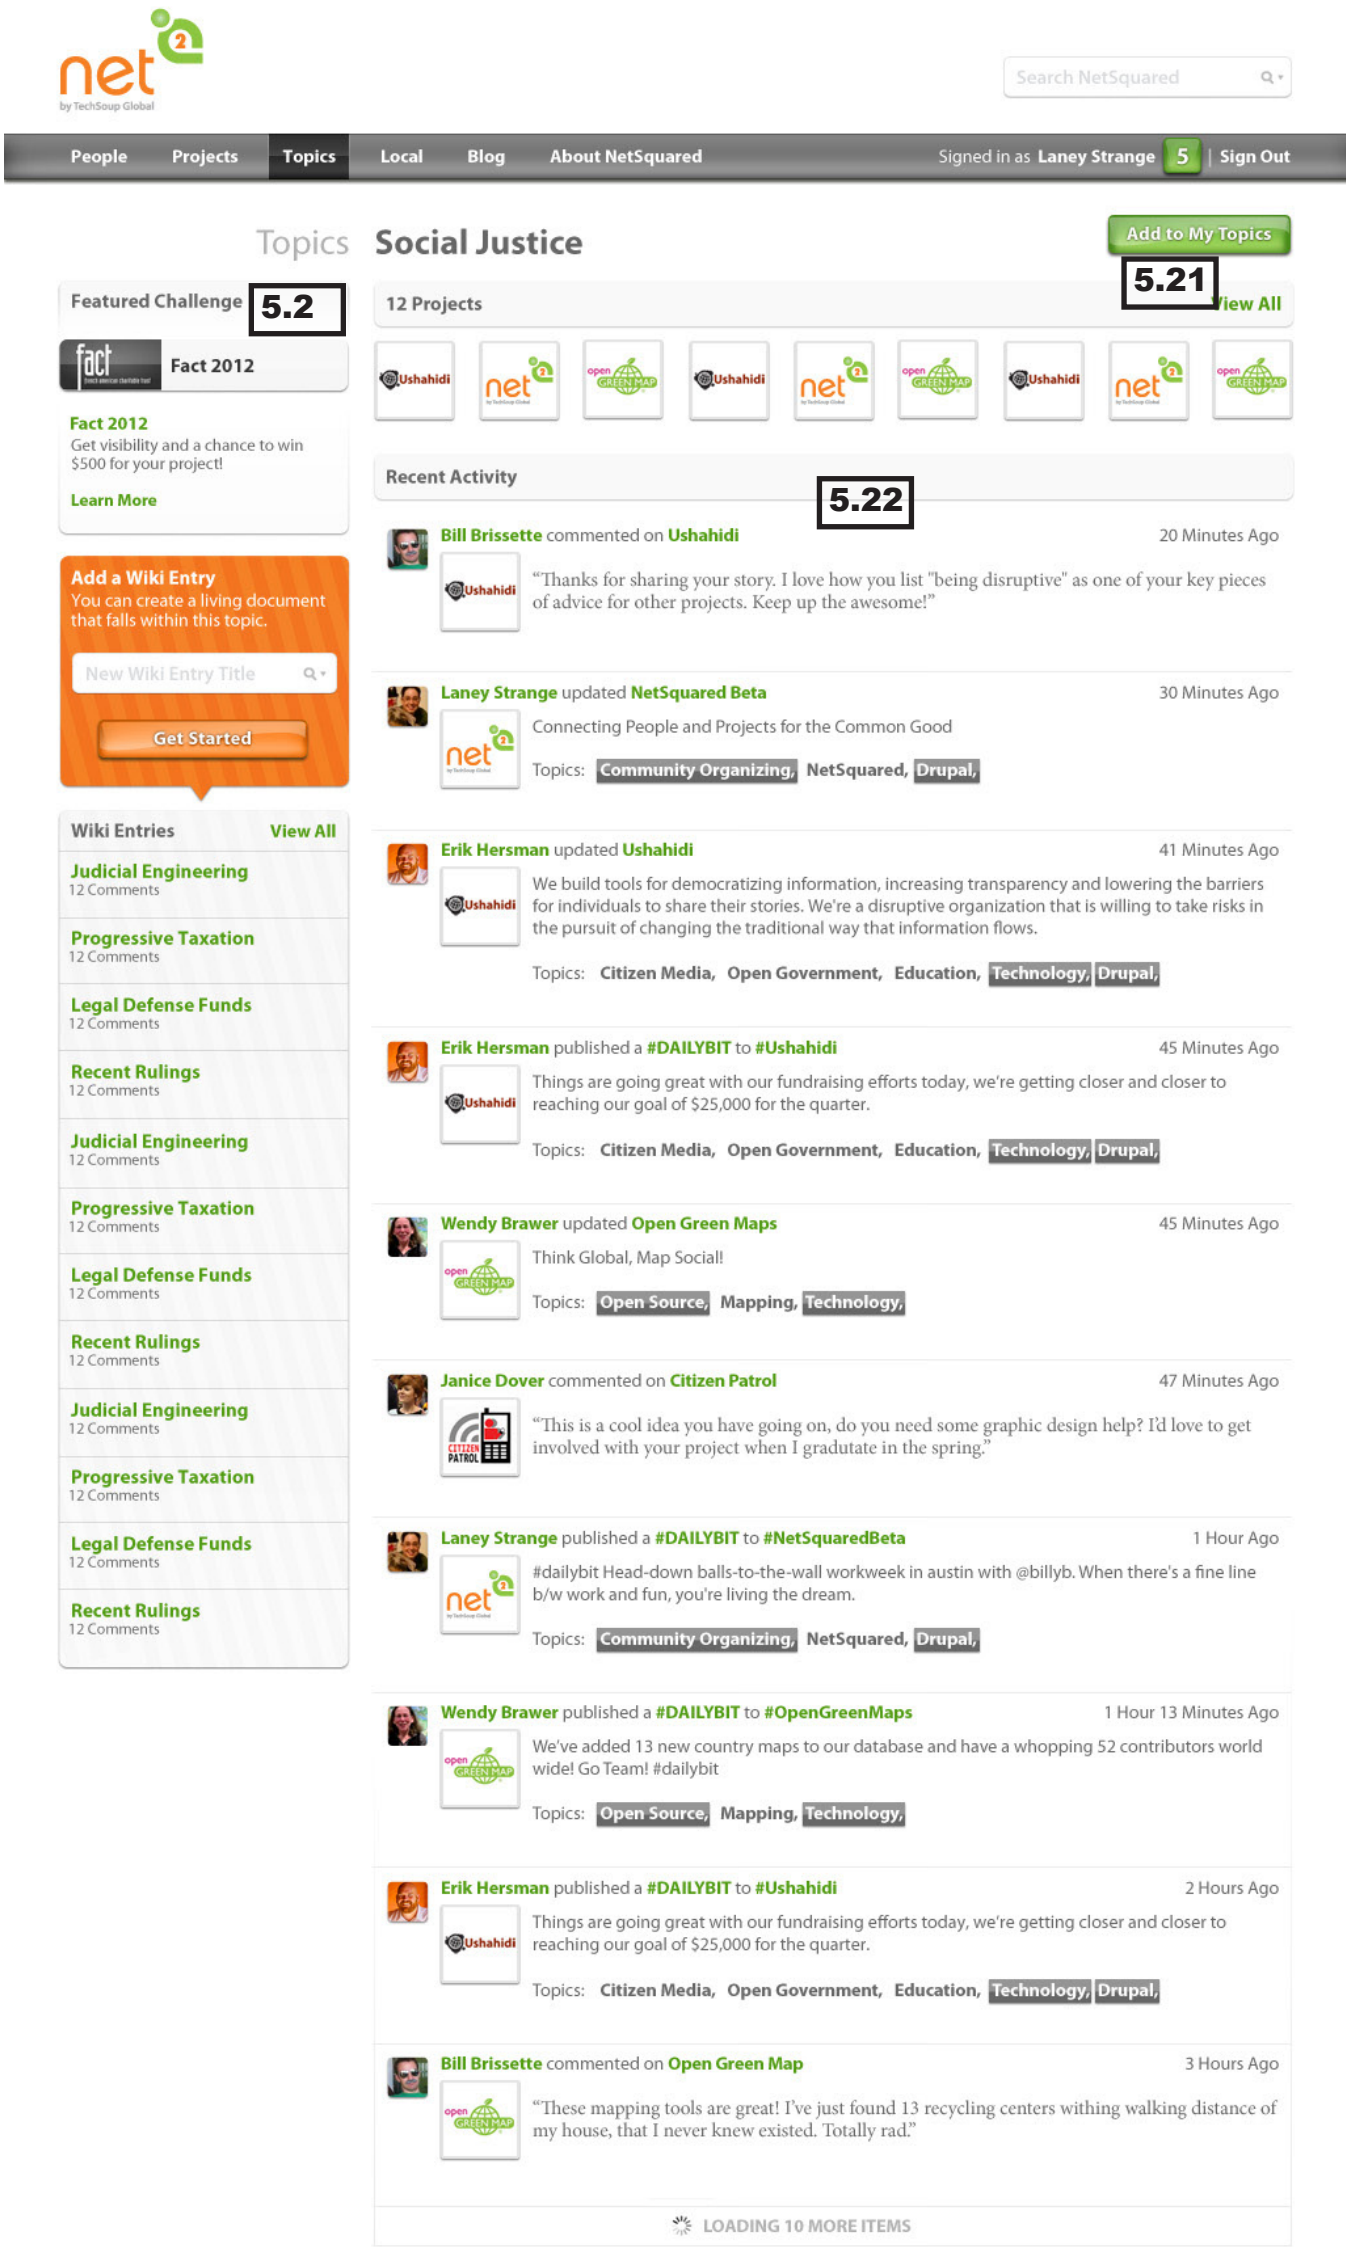 net2
by TechSoup Global
Search NetSquared
People Projects Topics Local Blog About NetSquared Signed in as Laney Strange 5 | Sign Out
Topics Social Justice
Add to My Topics
5.21
Featured Challenge
5.2
fact
Fact 2012
Fact 2012
Get visibility and a chance to win
$500 for your project!
Learn More
Add a Wiki Entry
You can create a living document
that falls within this topic.
New Wiki Entry Title
Get Started
Wiki Entries View All
Judicial Engineering
12 Comments
Progressive Taxation
12 Comments
Legal Defense Funds
12 Comments
Recent Rulings
12 Comments
Judicial Engineering
12 Comments
Progressive Taxation
12 Comments
Legal Defense Funds
12 Comments
Recent Rulings
12 Comments
Judicial Engineering
12 Comments
Progressive Taxation
12 Comments
Legal Defense Funds
12 Comments
Recent Rulings
12 Comments
12 Projects View All
Ushahidi net2 open GREEN MAP Ushahidi net2 open GREEN MAP Ushahidi net2 open GREEN MAP
Recent Activity
5.22
Bill Brissette commented on Ushahidi 20 Minutes Ago
Ushahidi
“Thanks for sharing your story. I love how you list "being disruptive" as one of your key pieces
of advice for other projects. Keep up the awesome!”
Laney Strange updated NetSquared Beta 30 Minutes Ago
net2
Connecting People and Projects for the Common Good
Topics: Community Organizing, NetSquared, Drupal,
Erik Hersman updated Ushahidi 41 Minutes Ago
Ushahidi
We build tools for democratizing information, increasing transparency and lowering the barriers
for individuals to share their stories. We're a disruptive organization that is willing to take risks in
the pursuit of changing the traditional way that information flows.
Topics: Citizen Media, Open Government, Education, Technology, Drupal,
Erik Hersman published a #DAILYBIT to #Ushahidi 45 Minutes Ago
Ushahidi
Things are going great with our fundraising efforts today, we're getting closer and closer to
reaching our goal of $25,000 for the quarter.
Topics: Citizen Media, Open Government, Education, Technology, Drupal,
Wendy Brawer updated Open Green Maps 45 Minutes Ago
open GREEN MAP
Think Global, Map Social!
Topics: Open Source, Mapping, Technology,
Janice Dover commented on Citizen Patrol 47 Minutes Ago
CITIZEN
PATROL
“This is a cool idea you have going on, do you need some graphic design help? I'd love to get
involved with your project when I gradutate in the spring.”
Laney Strange published a #DAILYBIT to #NetSquaredBeta 1 Hour Ago
net2
#dailybit Head-down balls-to-the-wall workweek in austin with @billyb. When there's a fine line
b/w work and fun, you're living the dream.
Topics: Community Organizing, NetSquared, Drupal,
Wendy Brawer published a #DAILYBIT to #OpenGreenMaps 1 Hour 13 Minutes Ago
open GREEN MAP
We've added 13 new country maps to our database and have a whopping 52 contributors world
wide! Go Team! #dailybit
Topics: Open Source, Mapping, Technology,
Erik Hersman published a #DAILYBIT to #Ushahidi 2 Hours Ago
Ushahidi
Things are going great with our fundraising efforts today, we're getting closer and closer to
reaching our goal of $25,000 for the quarter.
Topics: Citizen Media, Open Government, Education, Technology, Drupal,
Bill Brissette commented on Open Green Map 3 Hours Ago
open GREEN MAP
“These mapping tools are great! I've just found 13 recycling centers withing walking distance of
my house, that I never knew existed. Totally rad.”
LOADING 10 MORE ITEMS